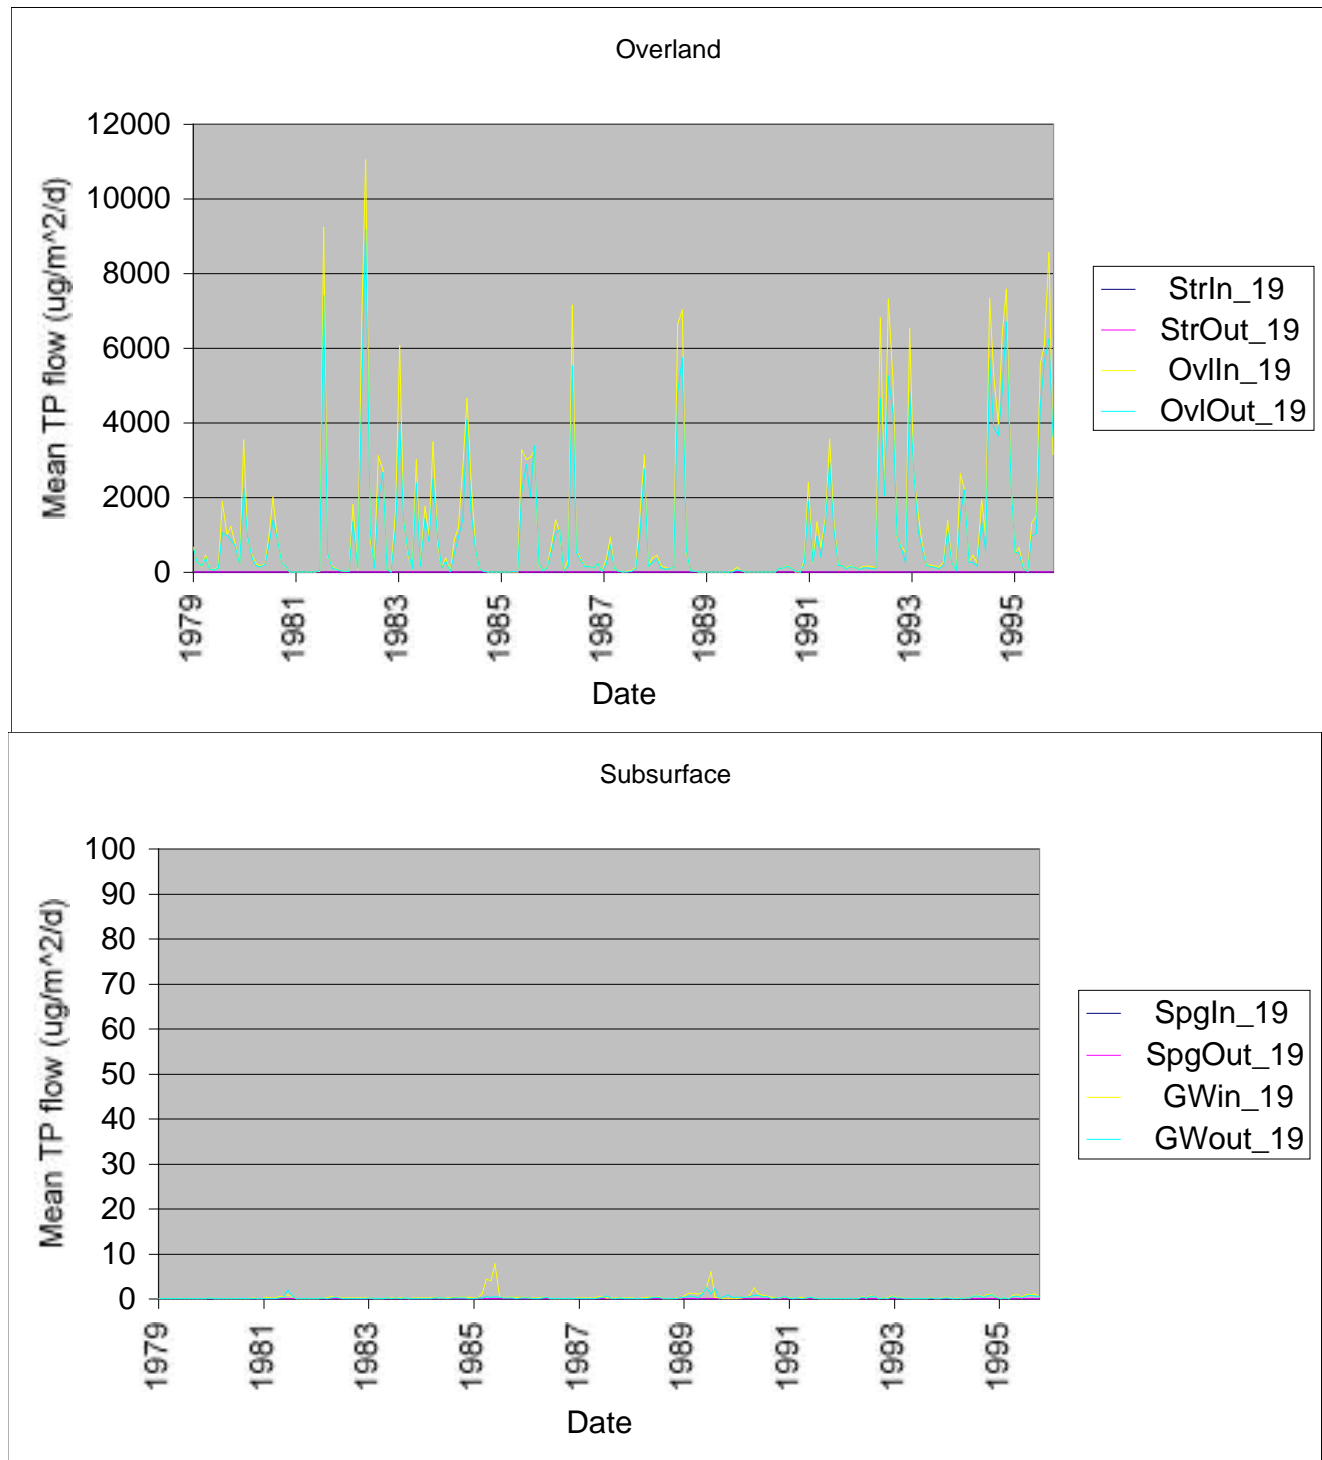 Overland
Mean TP flow (ug/m^2/d)
12000
10000
8000
6000
4000
2000
0
1979
1981
1983
1985
1987
1989
1991
1993
1995
Date
StrIn_19
StrOut_19
OvlIn_19
OvlOut_19
Subsurface
Mean TP flow (ug/m^2/d)
100
90
80
70
60
50
40
30
20
10
0
1979
1981
1983
1985
1987
1989
1991
1993
1995
Date
SpgIn_19
SpgOut_19
GWin_19
GWout_19